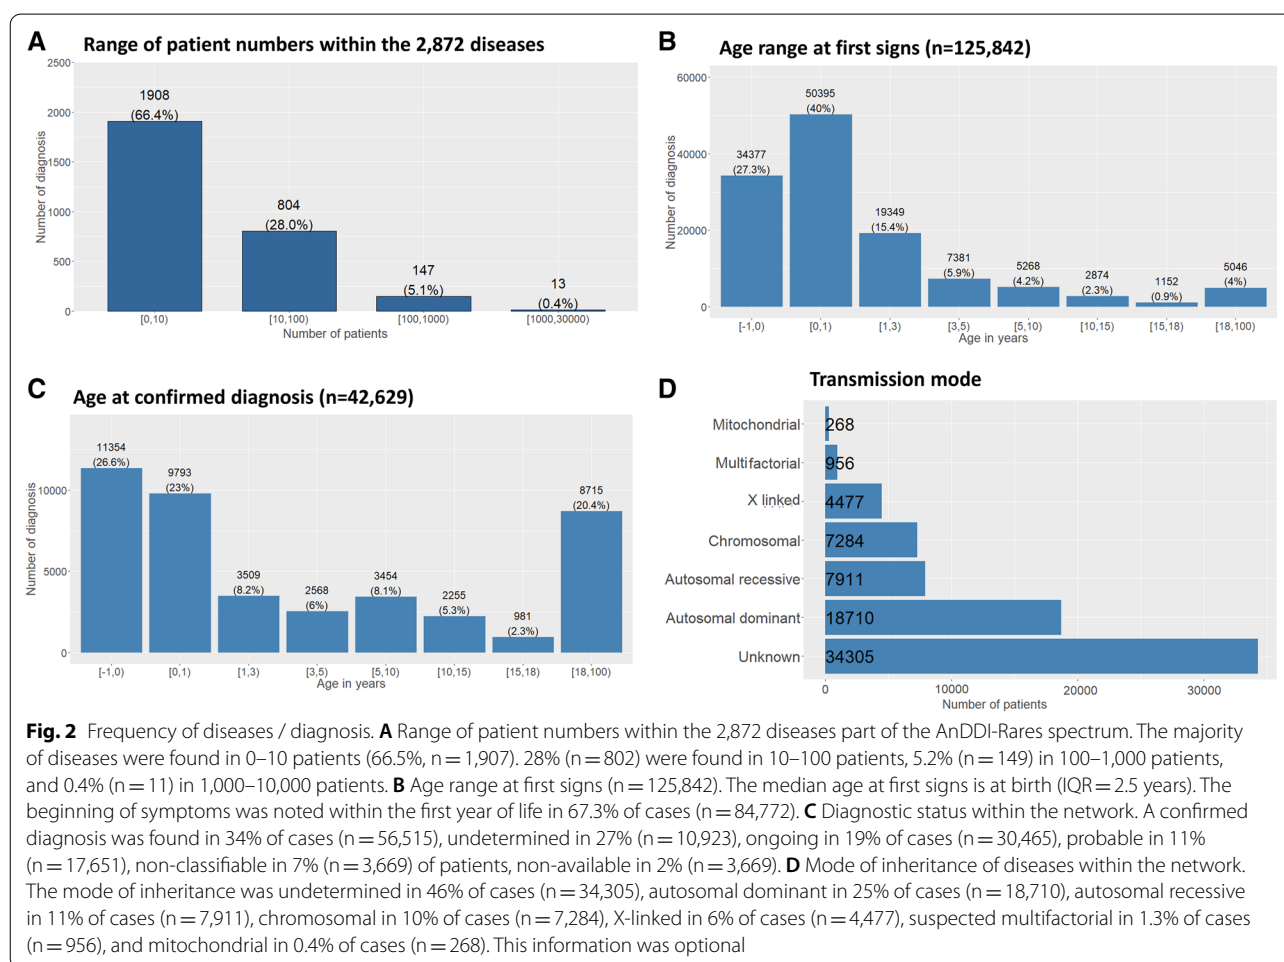 A Range of patient numbers within the 2,872 diseases
Number of diagnosis
2500
2000
1500
1000
500
0
1908
(66.4%)
804
(28.0%)
147
(5.1%)
13
(0.4%)
[0,10)
[10,100)
[100,1000)
[1000,30000)
Number of patients
B Age range at first signs (n=125,842)
Number of diagnosis
60000
40000
20000
0
34377
(27.3%)
50395
(40%)
19349
(15.4%)
7381
(5.9%)
5268
(4.2%)
2874
(2.3%)
1152
(0.9%)
5046
(4%)
[-1,0)
[0,1)
[1,3)
[3,5)
[5,10)
[10,15)
[15,18)
[18,100)
Age in years
C Age at confirmed diagnosis (n=42,629)
Number of diagnosis
10000
5000
0
11354
(26.6%)
9793
(23%)
3509
(8.2%)
2568
(6%)
3454
(8.1%)
2255
(5.3%)
981
(2.3%)
8715
(20.4%)
[-1,0)
[0,1)
[1,3)
[3,5)
[5,10)
[10,15)
[15,18)
[18,100)
Age in years
D Transmission mode
Mitochondrial 268
Multifactorial 956
X linked 4477
Chromosomal 7284
Autosomal recessive 7911
Autosomal dominant 18710
Unknown 34305
0 10000 20000 30000
Number of patients
Fig. 2 Frequency of diseases / diagnosis. A Range of patient numbers within the 2,872 diseases part of the AnDDI-Rares spectrum. The majority
of diseases were found in 0–10 patients (66.5%, n = 1,907). 28% (n = 802) were found in 10–100 patients, 5.2% (n = 149) in 100–1,000 patients,
and 0.4% (n = 11) in 1,000–10,000 patients. B Age range at first signs (n = 125,842). The median age at first signs is at birth (IQR = 2.5 years). The
beginning of symptoms was noted within the first year of life in 67.3% of cases (n = 84,772). C Diagnostic status within the network. A confirmed
diagnosis was found in 34% of cases (n = 56,515), undetermined in 27% (n = 10,923), ongoing in 19% of cases (n = 30,465), probable in 11%
(n = 17,651), non-classifiable in 7% (n = 3,669) of patients, non-available in 2% (n = 3,669). D Mode of inheritance of diseases within the network.
The mode of inheritance was undetermined in 46% of cases (n = 34,305), autosomal dominant in 25% of cases (n = 18,710), autosomal recessive
in 11% of cases (n = 7,911), chromosomal in 10% of cases (n = 7,284), X-linked in 6% of cases (n = 4,477), suspected multifactorial in 1.3% of cases
(n = 956), and mitochondrial in 0.4% of cases (n = 268). This information was optional